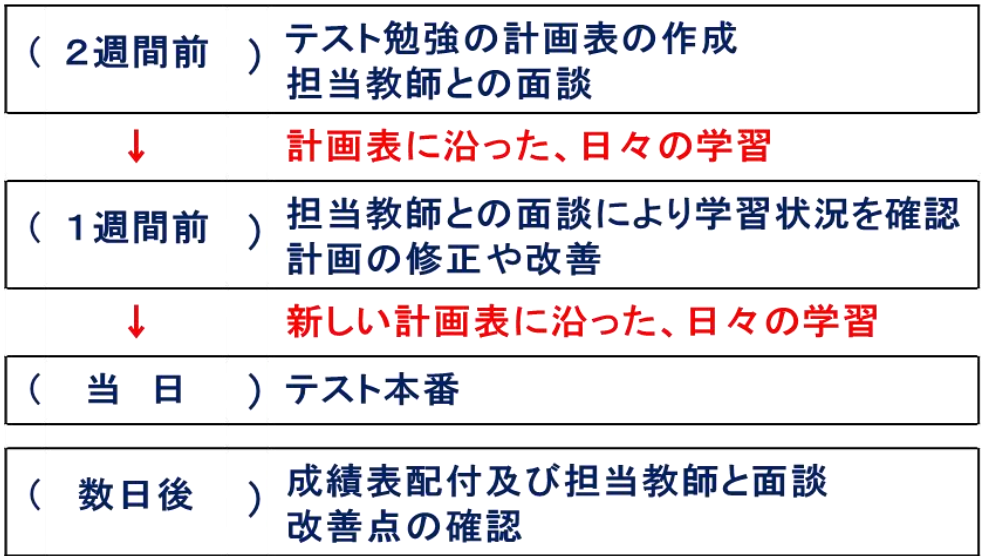 ( 2週間前 ) テスト勉強の計画表の作成
担当教師との面談
↓ 計画表に沿った、日々の学習
( 1週間前 ) 担当教師との面談により学習状況を確認
計画の修正や改善
↓ 新しい計画表に沿った、日々の学習
( 当 日 ) テスト本番
( 数日後 ) 成績表配付及び担当教師と面談
改善点の確認